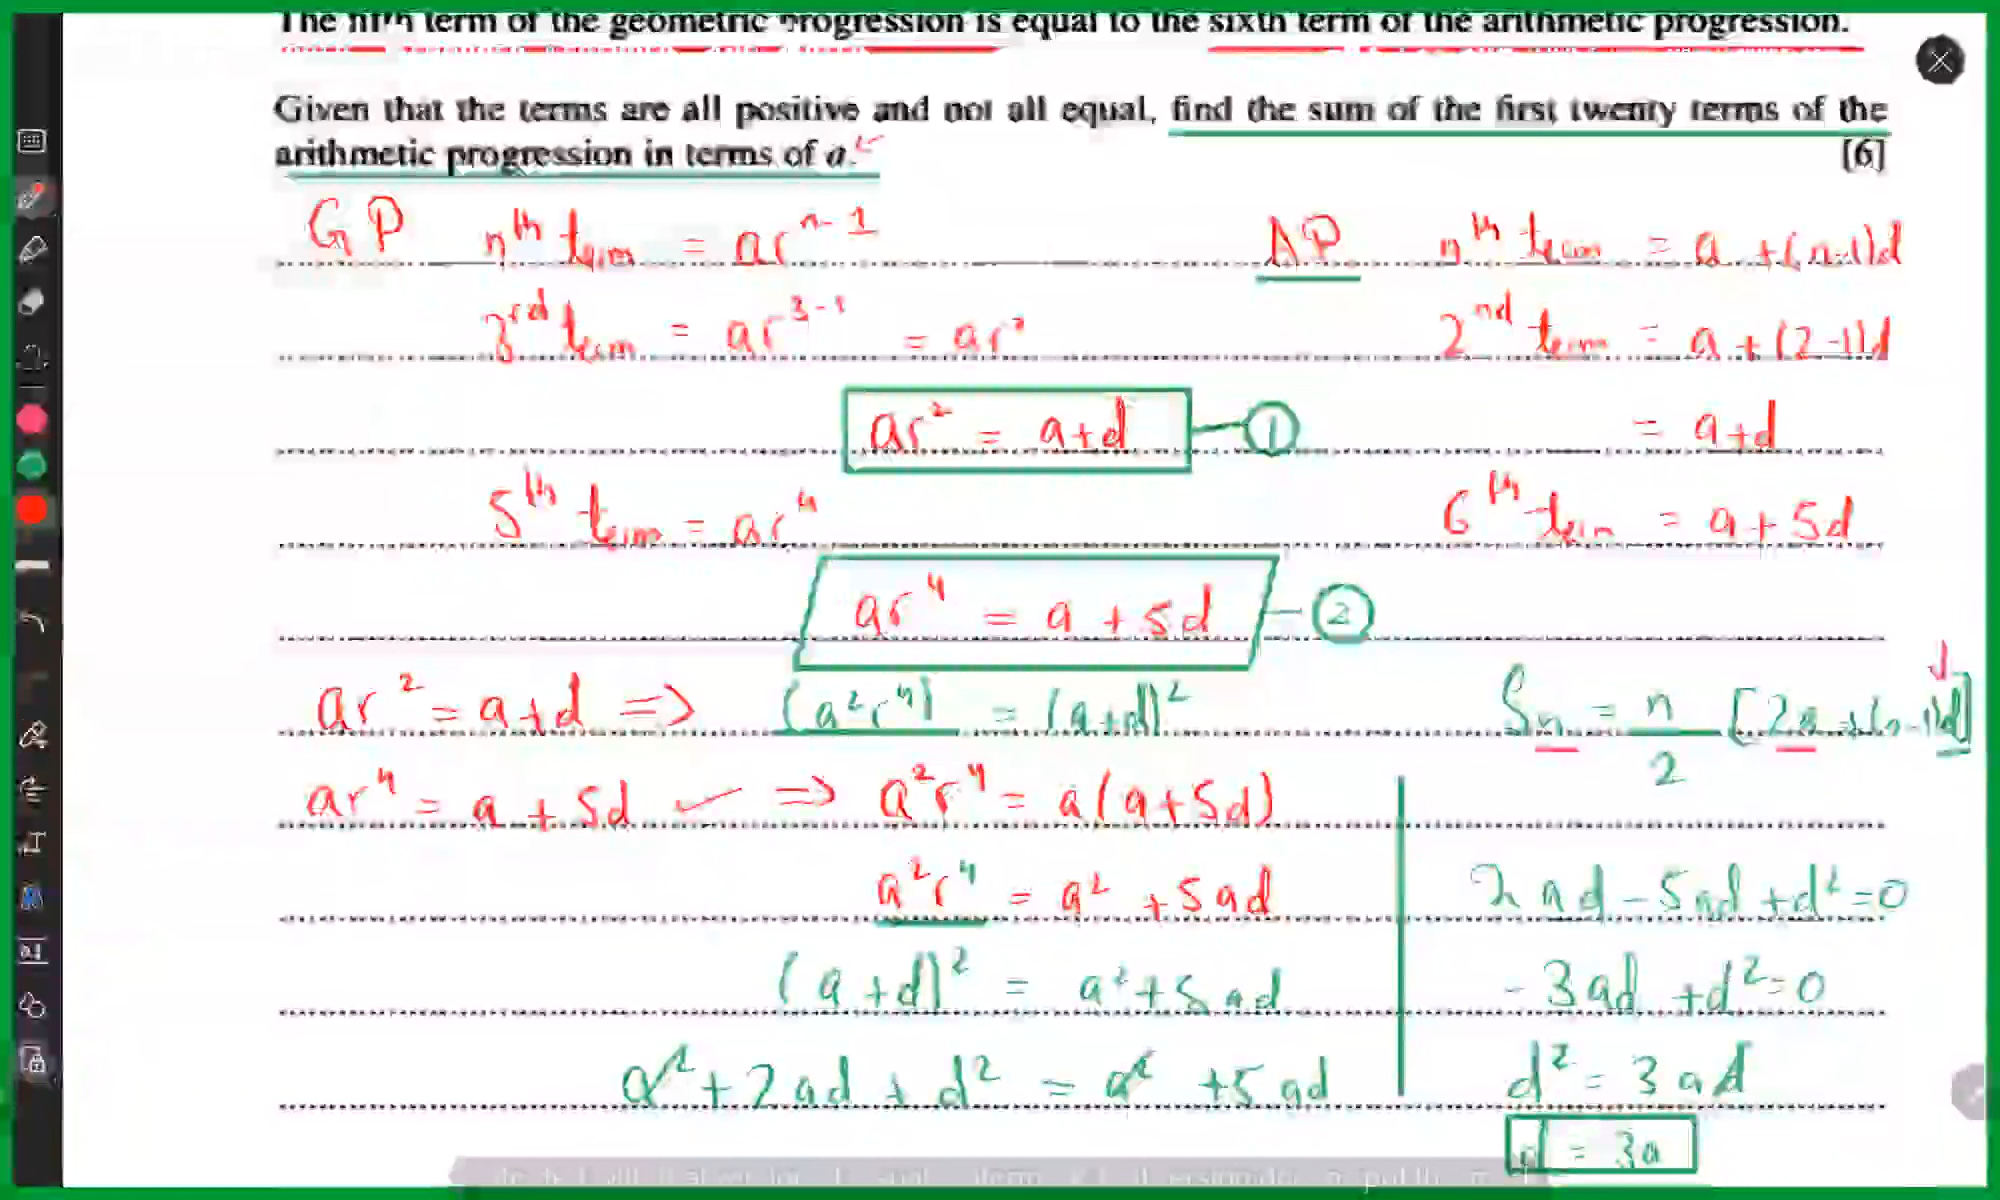 The fifth term of the geometric progression is equal to the sixth term of the arithmetic progression.
Given that the terms are all positive and not all equal, find the sum of the first twenty terms of the
arithmetic progression in terms of a. [6]
GP nth term = ar^n-1 AP nth term = a+(n-1)d
3rd term = ar^3-1 = ar² 2nd term = a+(2-1)d
ar² = a+d ① = a+d
5th term = ar⁴ 6th term = a+5d
ar⁴ = a+5d ②
ar² = a+d ⇒ (a²r⁴) = (a+d)² Sn = n/2 [2a+(n-1)d]
ar⁴ = a+5d ✓ ⇒ a²r⁴ = a(a+5d)
a²r⁴ = a²+5ad 2ad-5ad+d²=0
(a+d)² = a²+5ad -3ad+d²=0
a²+2ad+d² = a²+5ad d²=3ad
d = 3a